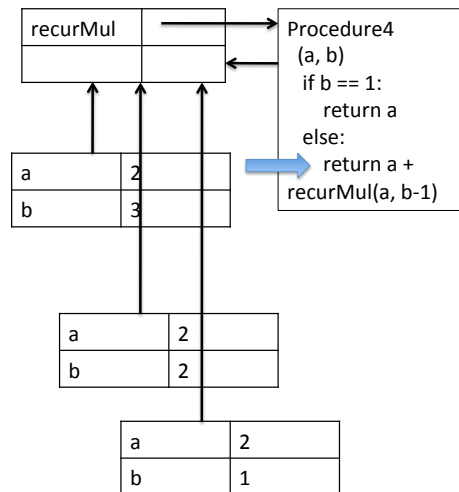 recurMul
Procedure4
(a, b)
if b == 1:
return a
else:
return a +
recurMul(a, b-1)
a 2
b 3
a 2
b 2
a 2
b 1